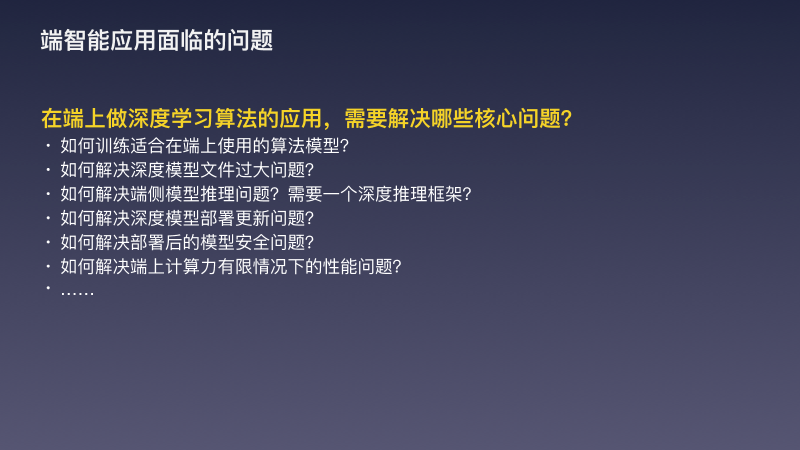 端智能应用面临的问题
在端上做深度学习算法的应用，需要解决哪些核心问题？
· 如何训练适合在端上使用的算法模型？
· 如何解决深度模型文件过大问题？
· 如何解决端侧模型推理问题？需要一个深度推理框架？
· 如何解决深度模型部署更新问题？
· 如何解决部署后的模型安全问题？
· 如何解决端上计算力有限情况下的性能问题？
· ……